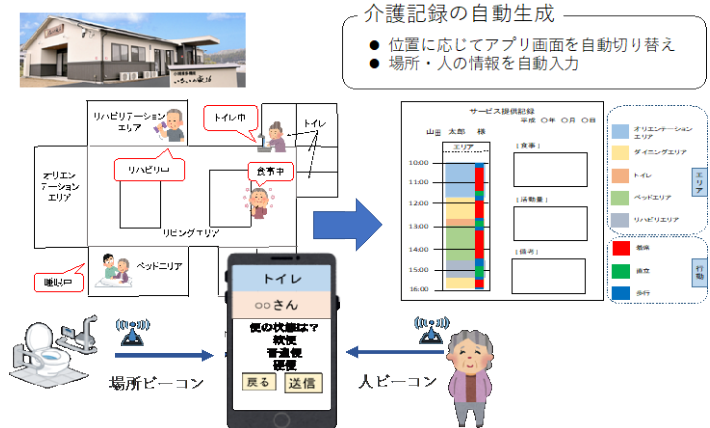 介護記録の自動生成
● 位置に応じてアプリ画面を自動切り替え
● 場所・人の情報を自動入力
リハビリテーション
エリア
トイレ中
トイレ
リハビリ中
食事中
オリエン
テーション
エリア
リビングエリア
ベッドエリア
睡眠中
サービス提供記録
平成 〇年 〇月 〇日
山田 太郎 様
エリア
10:00
11:00
12:00
13:00
14:00
15:00
16:00
[食事]
[活動量]
[備考]
オリエンテーション
エリア
ダイニングエリア
トイレ
ベッドエリア
リハビリエリア
エリア
直立
歩行
行動
トイレ
○○さん
便の状態は?
軟便
普通便
硬便
戻る
送信
場所ビーコン
人ビーコン